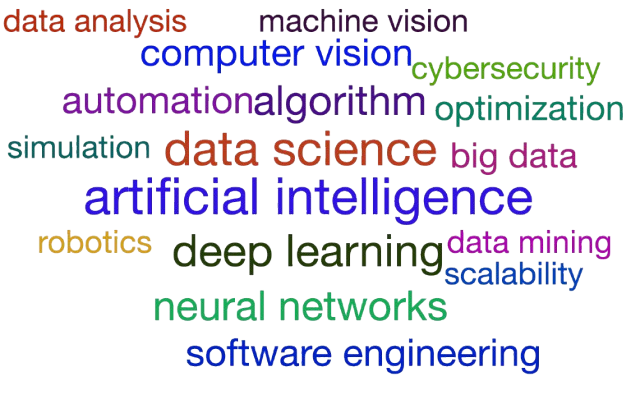 data analysis machine vision
computer vision
cybersecurity
automation algorithm optimization
simulation data science big data
artificial intelligence
robotics deep learning data mining
scalability
neural networks
software engineering